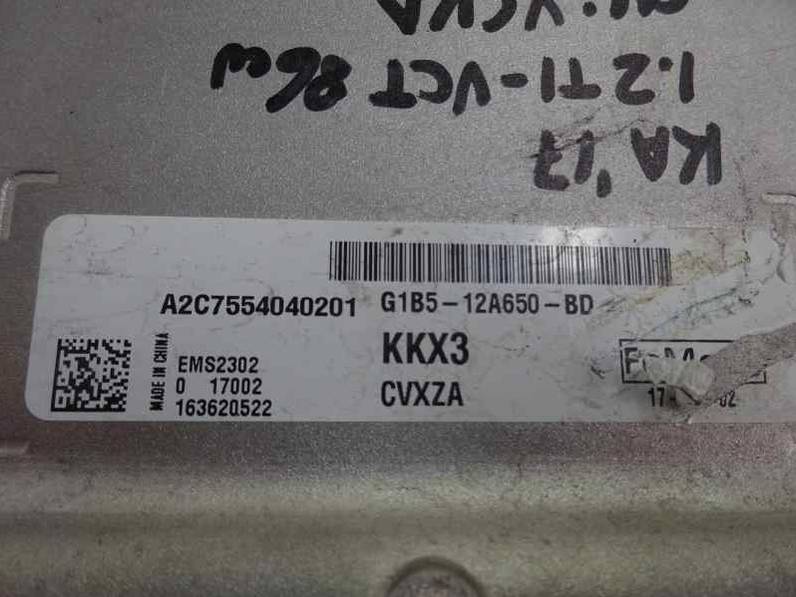 KA '17
1.2 TI-VCT 86CV
A2C7554040201 G1B5-12A650-BD
MADE IN CHINA
EMS2302
0 17002
163620522
KKX3
CVXZA